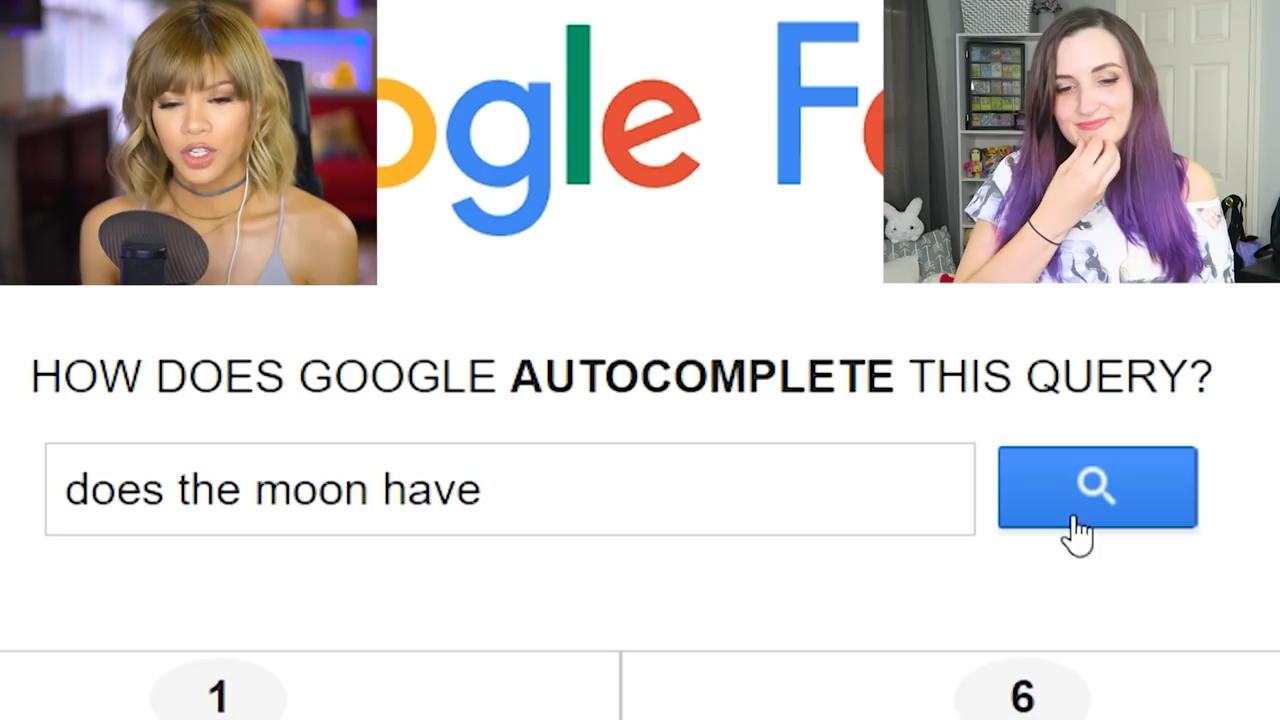 ogle F
HOW DOES GOOGLE AUTOCOMPLETE THIS QUERY?
does the moon have
1
6